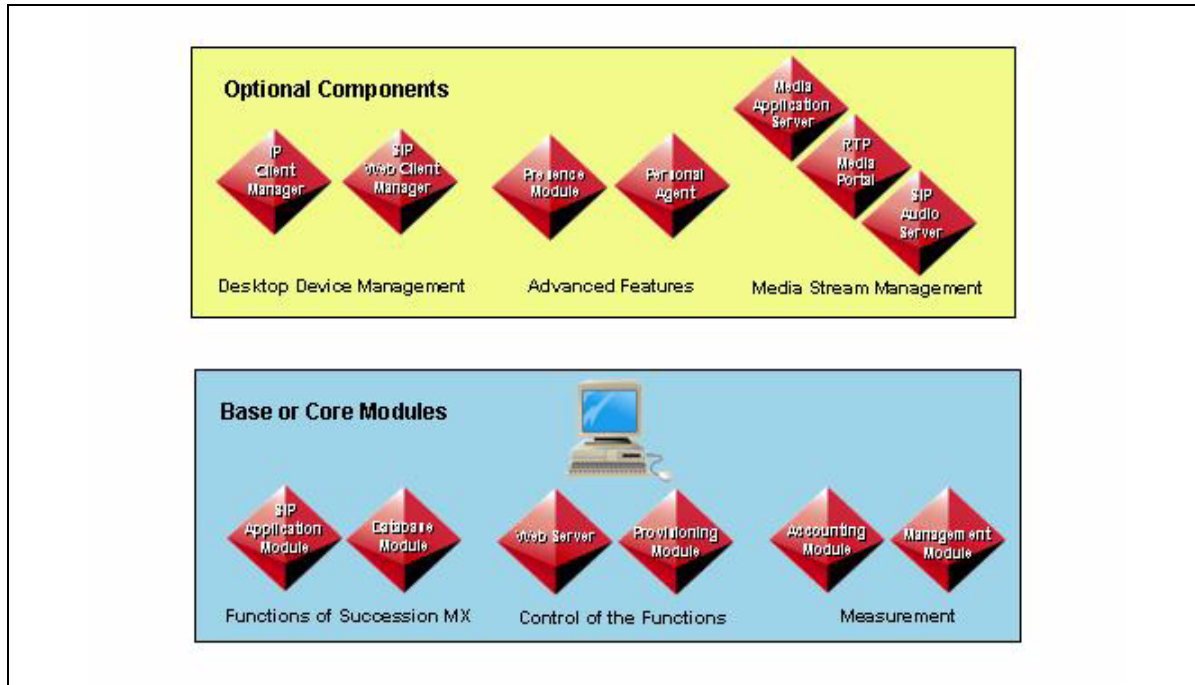 Optional Components
IP
Client
Manager
SIP
Web Client
Manager
Presence
Module
Personal
Agent
Media
Application
Server
RTP
Media
Portal
SIP
Audio
Server
Desktop Device Management
Advanced Features
Media Stream Management
Base or Core Modules
SIP
Application
Module
Database
Module
Web Server
Provisioning
Module
Accounting
Module
Management
Module
Functions of Succession MX
Control of the Functions
Measurement